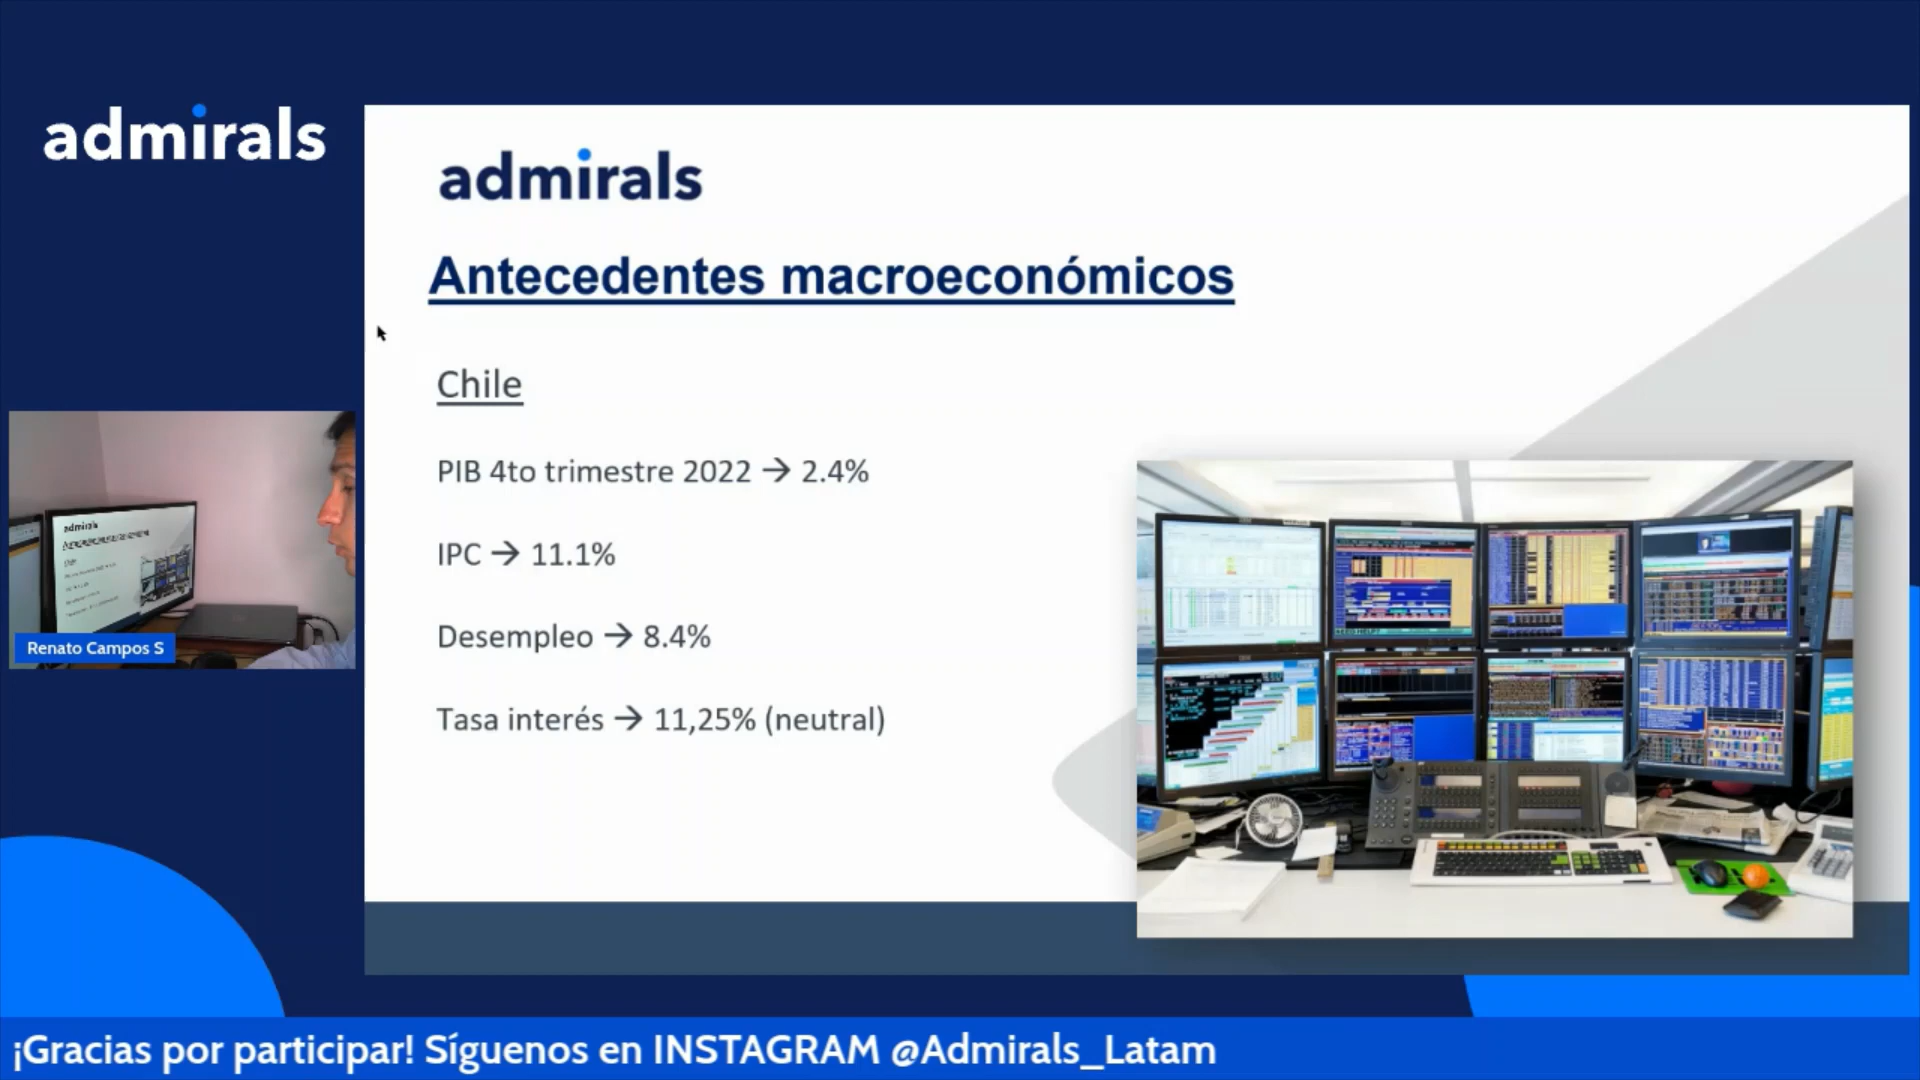 admirals
admirals
Antecedentes macroeconómicos
Chile
PIB 4to trimestre 2022 → 2.4%
IPC → 11.1%
Desempleo → 8.4%
Tasa interés → 11,25% (neutral)
admirals
Renato Campos S
¡Gracias por participar! Síguenos en INSTAGRAM @Admirals_Latam